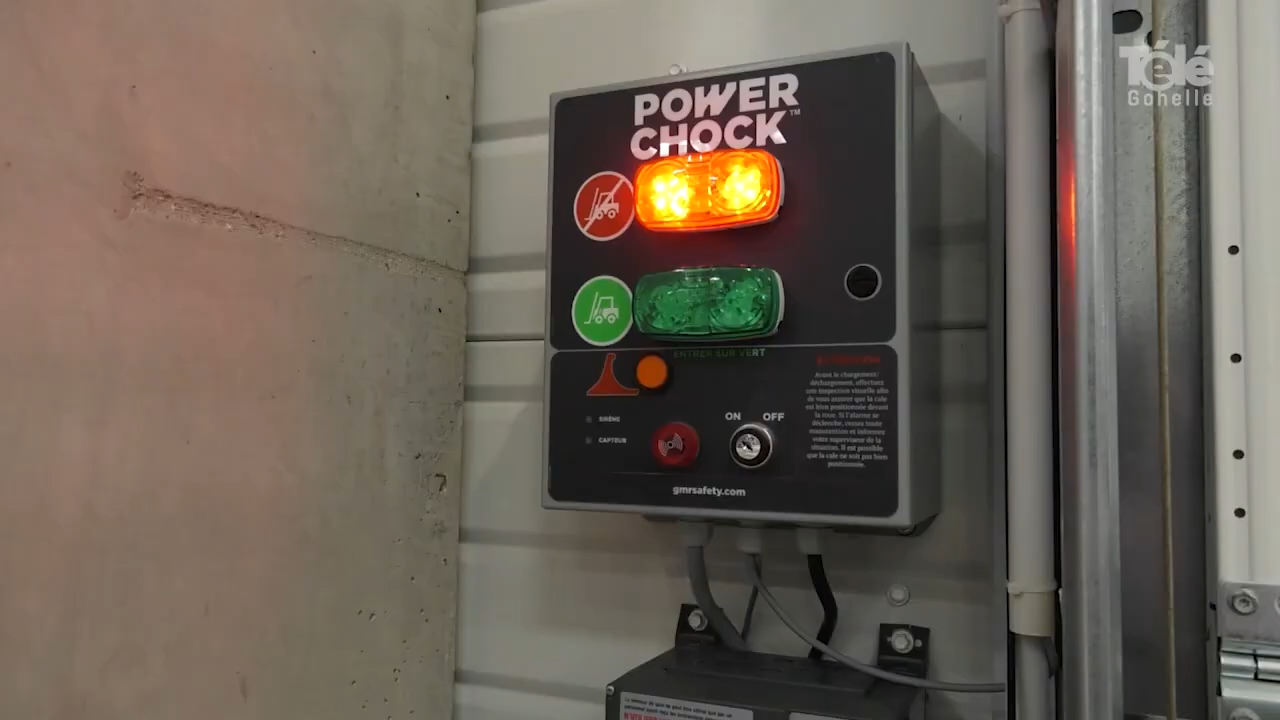 Télé
Gohelle
POWER
CHOCK™
ENTRER SUR VERT
Avant le chargement/
déchargement, effectuez
une inspection visuelle afin
de vous assurer que la cale
est bien positionnée devant
la roue. Si l'alarme se
déclenche, cessez toute
manutention et informez
votre superviseur de la
situation. Il est possible
que la cale ne soit pas bien
positionnée.
SIRÈNE
CAPTEUR
ON OFF
gmrsafety.com